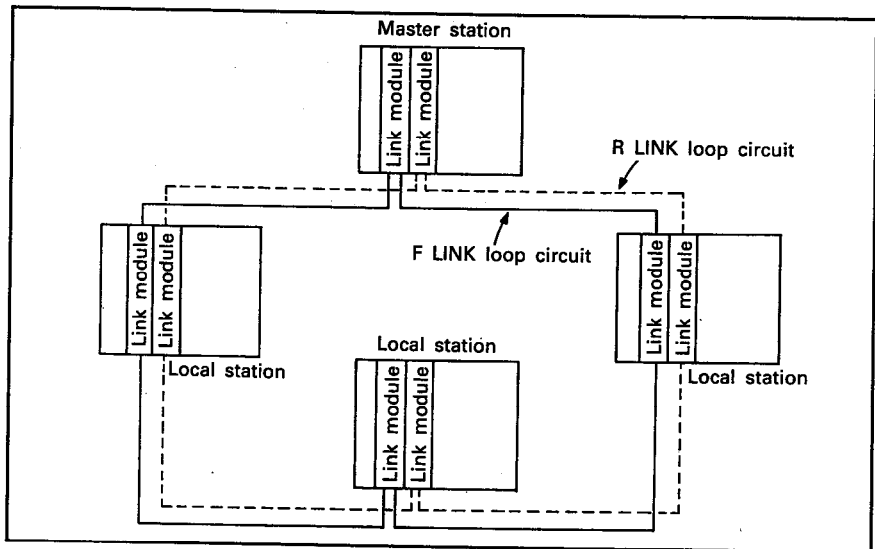 Master station
Link module
Link module
R LINK loop circuit
F LINK loop circuit
Link module
Link module
Local station
Local station
Link module
Link module
Link module
Link module
Local station